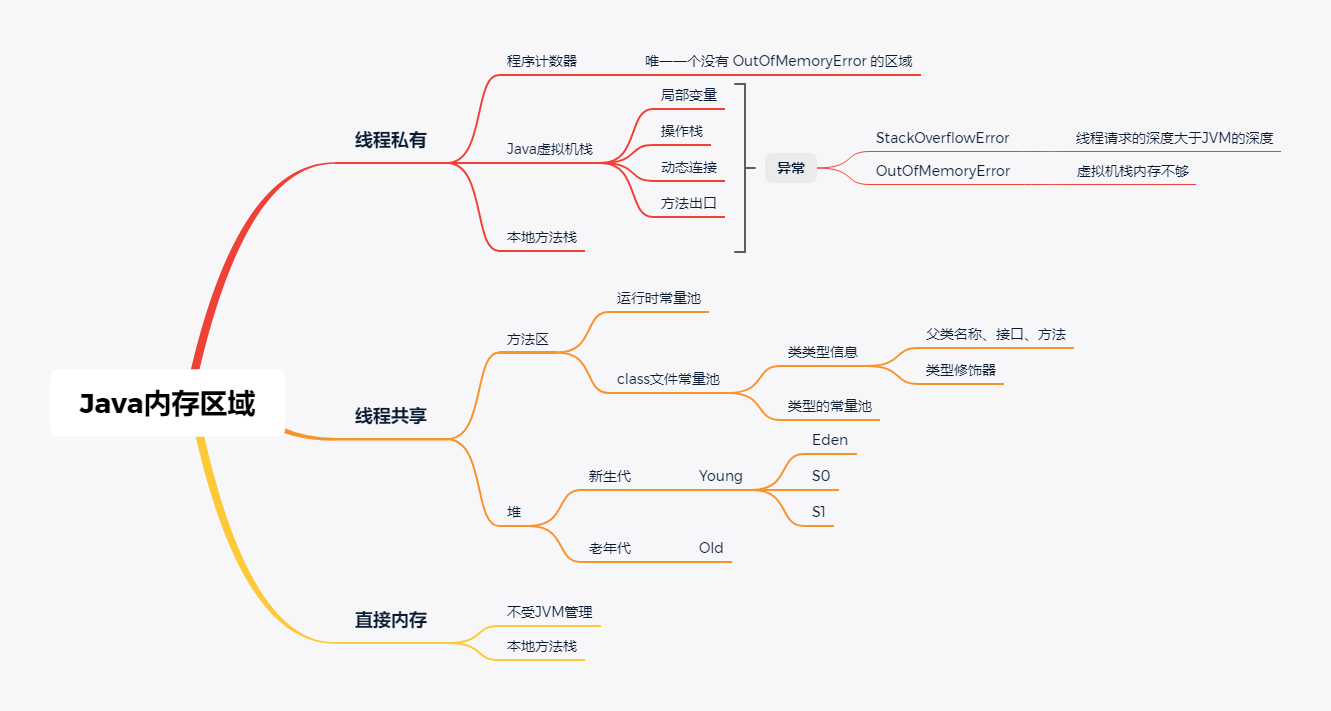 Java内存区域
线程私有
程序计数器
唯一一个没有 OutOfMemoryError 的区域
Java虚拟机栈
局部变量
操作栈
动态连接
方法出口
本地方法栈
异常
StackOverflowError
线程请求的深度大于JVM的深度
OutOfMemoryError
虚拟机栈内存不够
线程共享
方法区
运行时常量池
class文件常量池
类类型信息
父类名称、接口、方法
类型修饰器
类型的常量池
堆
新生代
Young
Eden
S0
S1
老年代
Old
直接内存
不受JVM管理
本地方法栈